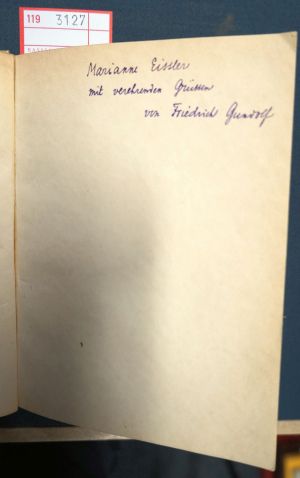 119 3127
Marianne Eissler
mit verehrenden Grüssen
von Friedrich Gundolf